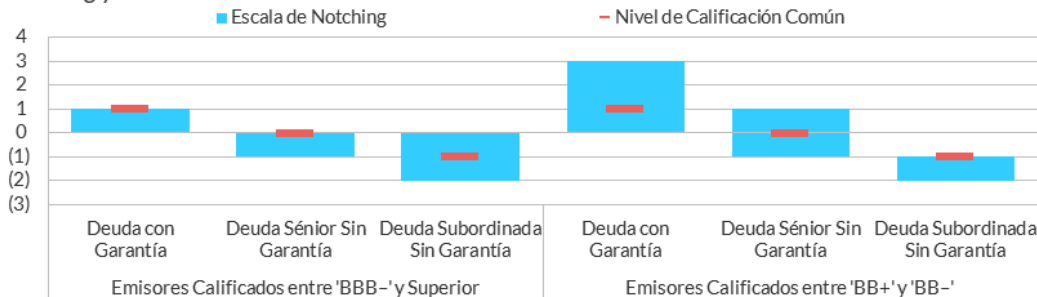 Escala de Notching
Nivel de Calificación Común
4
3
2
1
0
(1)
(2)
(3)
Deuda con Garantía
Deuda Sénior Sin Garantía
Deuda Subordinada Sin Garantía
Deuda con Garantía
Deuda Sénior Sin Garantía
Deuda Subordinada Sin Garantía
Emisores Calificados entre 'BBB–' y Superior
Emisores Calificados entre 'BB+' y 'BB–'